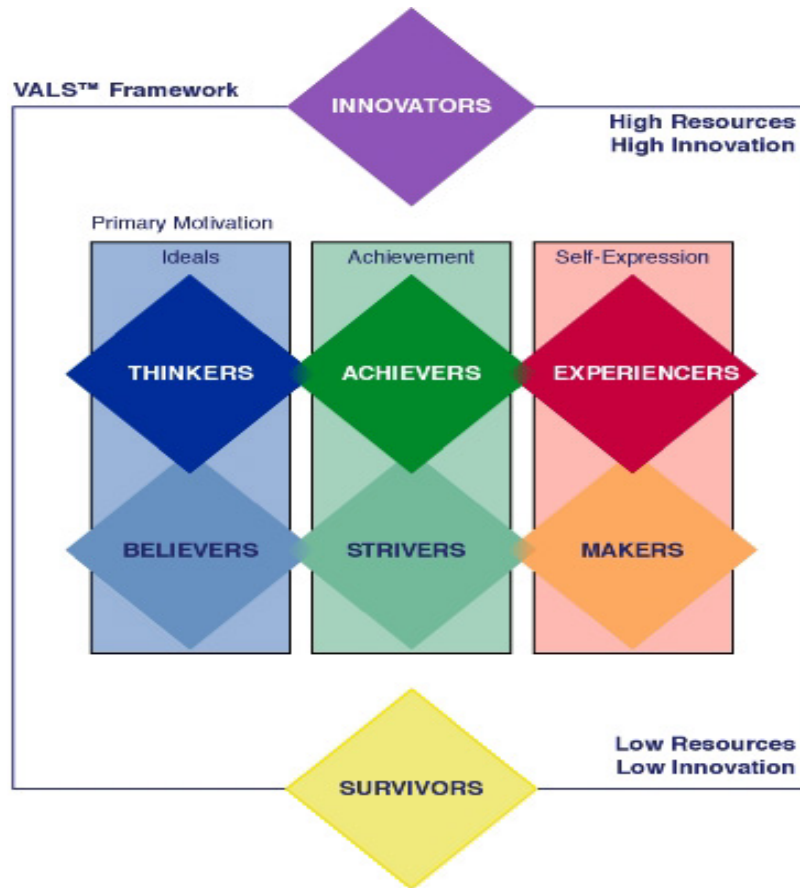 VALS™ Framework
INNOVATORS
High Resources
High Innovation
Primary Motivation
Ideals
Achievement
Self-Expression
THINKERS
ACHIEVERS
EXPERIENCERS
BELIEVERS
STRIVERS
MAKERS
Low Resources
Low Innovation
SURVIVORS